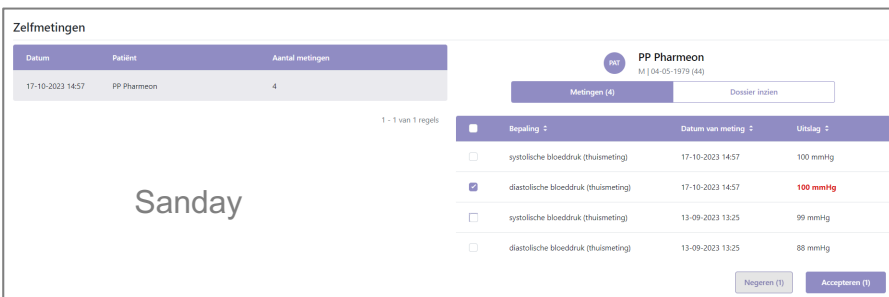 Zelfmetingen
Datum Patiënt Aantal metingen
17-10-2023 14:57 PP Pharmeon 4
1 - 1 van 1 regels
Sanday
PAT
PP Pharmeon
M | 04-05-1979 (44)
Metingen (4) Dossier inzien
Bepaling Datum van meting Uitslag
systolische bloeddruk (thuismeting) 17-10-2023 14:57 100 mmHg
diastolische bloeddruk (thuismeting) 17-10-2023 14:57 100 mmHg
systolische bloeddruk (thuismeting) 13-09-2023 13:25 99 mmHg
diastolische bloeddruk (thuismeting) 13-09-2023 13:25 88 mmHg
Negeren (1) Accepteren (1)